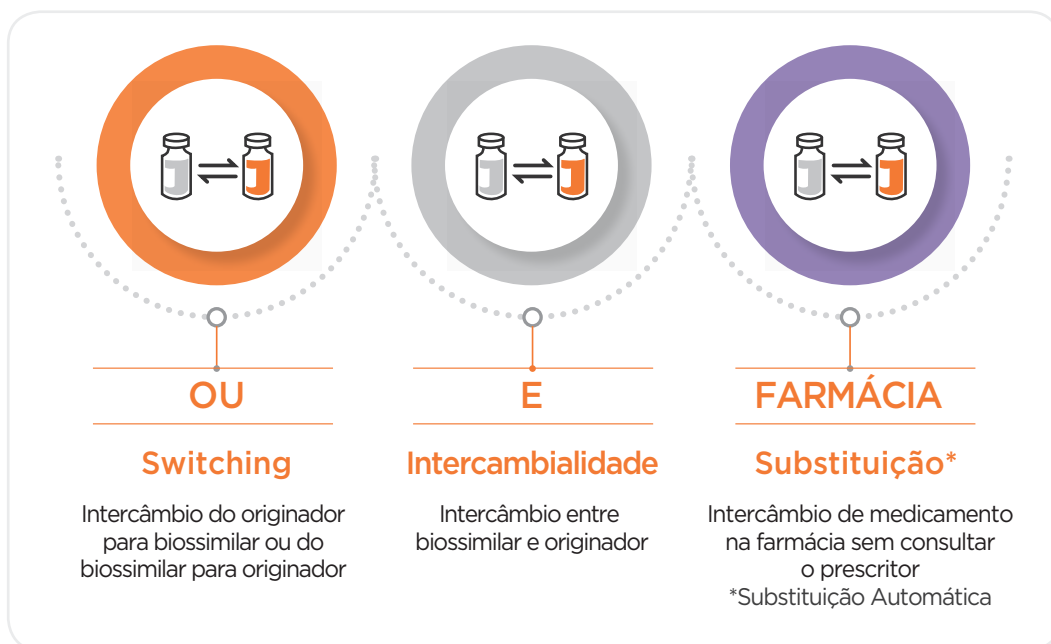 OU
Switching
Intercâmbio do originador
para biossimilar ou do
biossimilar para originador
E
Intercambialidade
Intercâmbio entre
biossimilar e originador
FARMÁCIA
Substituição*
Intercâmbio de medicamento
na farmácia sem consultar
o prescritor
*Substituição Automática